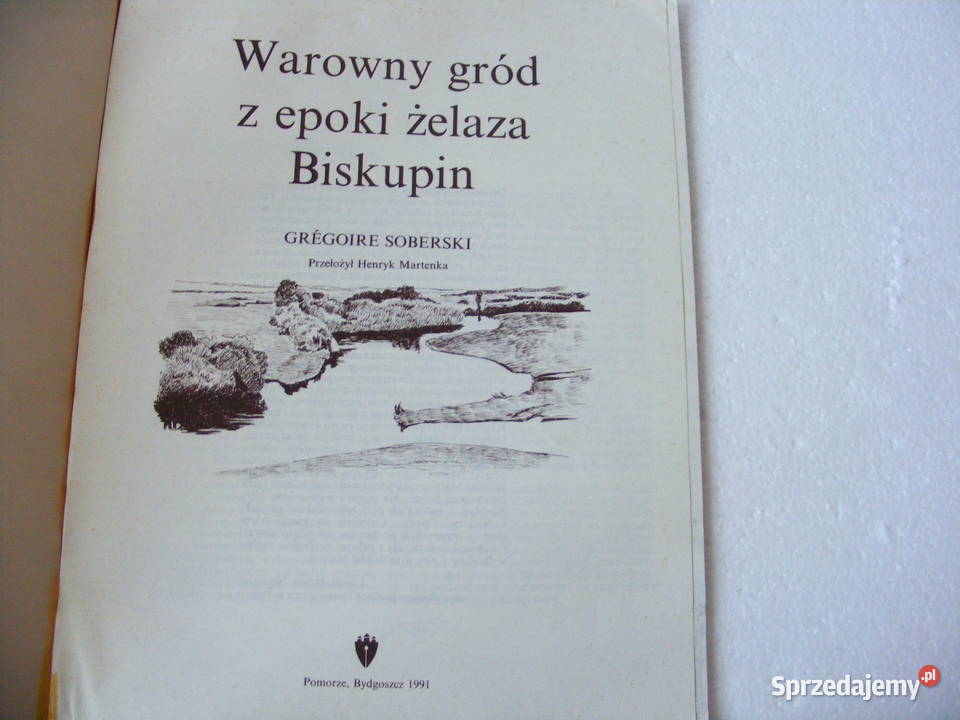 Warowny gród
z epoki żelaza
Biskupin
GRÉGOIRE SOBERSKI
Przełożył Henryk Martenka
Pomorze, Bydgoszcz 1991
Sprzedajemy.pl